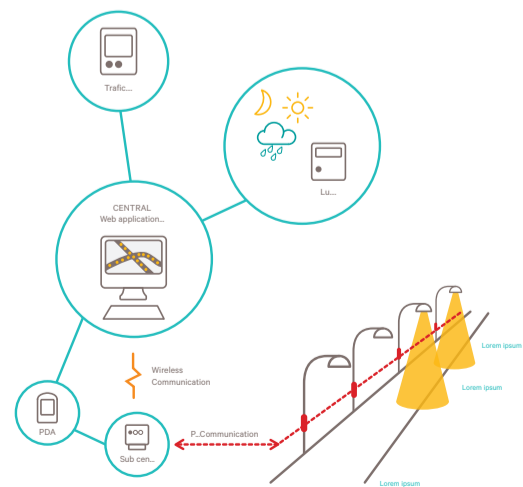 Trafic...
Lu...
CENTRAL
Web application...
Wireless
Communication
PDA
Sub cen...
P..Communication
Lorem ipsum
Lorem ipsum
Lorem ipsum